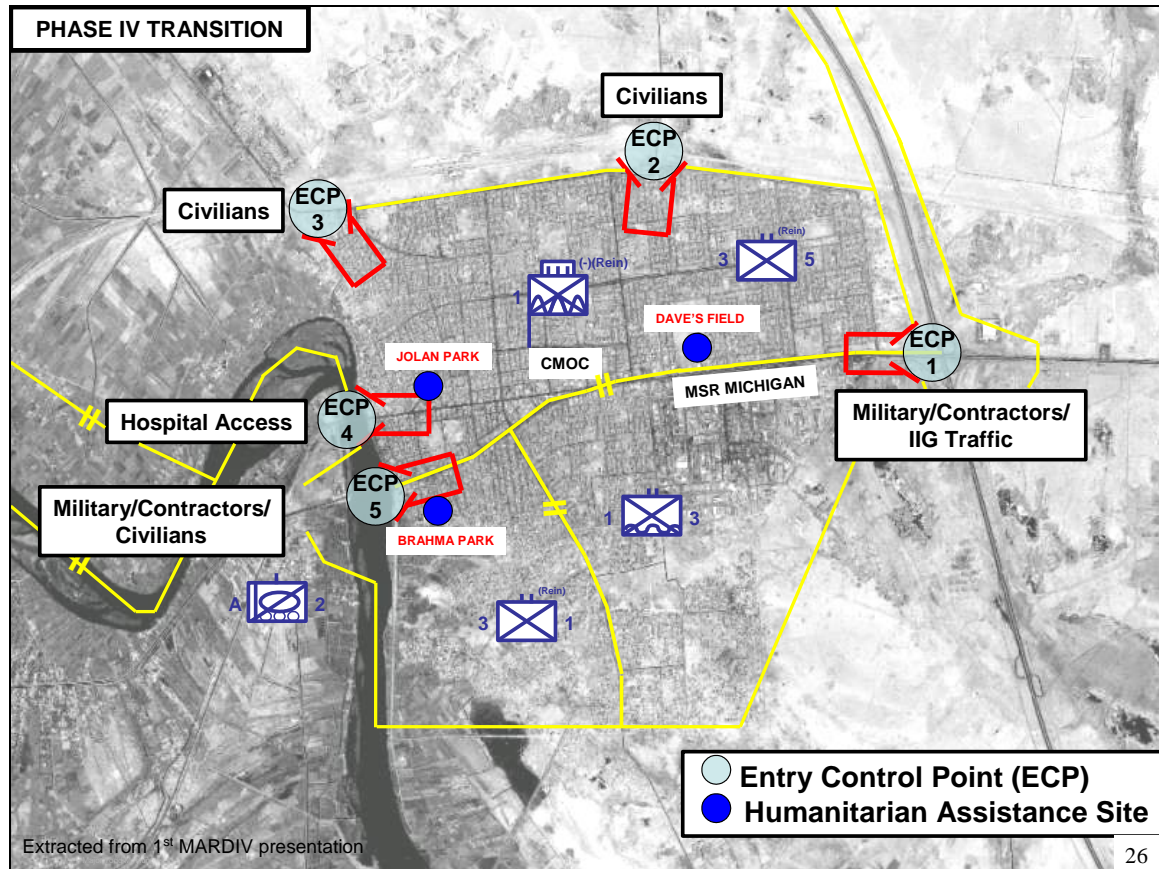 PHASE IV TRANSITION
Civilians
ECP
2
Civilians
ECP
3
(Rein)
3
5
(-)(Rein)
1
DAVE'S FIELD
JOLAN PARK
CMOC
MSR MICHIGAN
ECP
1
Hospital Access
ECP
4
Military/Contractors/
IIG Traffic
Military/Contractors/
Civilians
ECP
5
BRAHMA PARK
1
3
A
2
(Rein)
3
1
Entry Control Point (ECP)
Humanitarian Assistance Site
Extracted from 1st MARDIV presentation
26